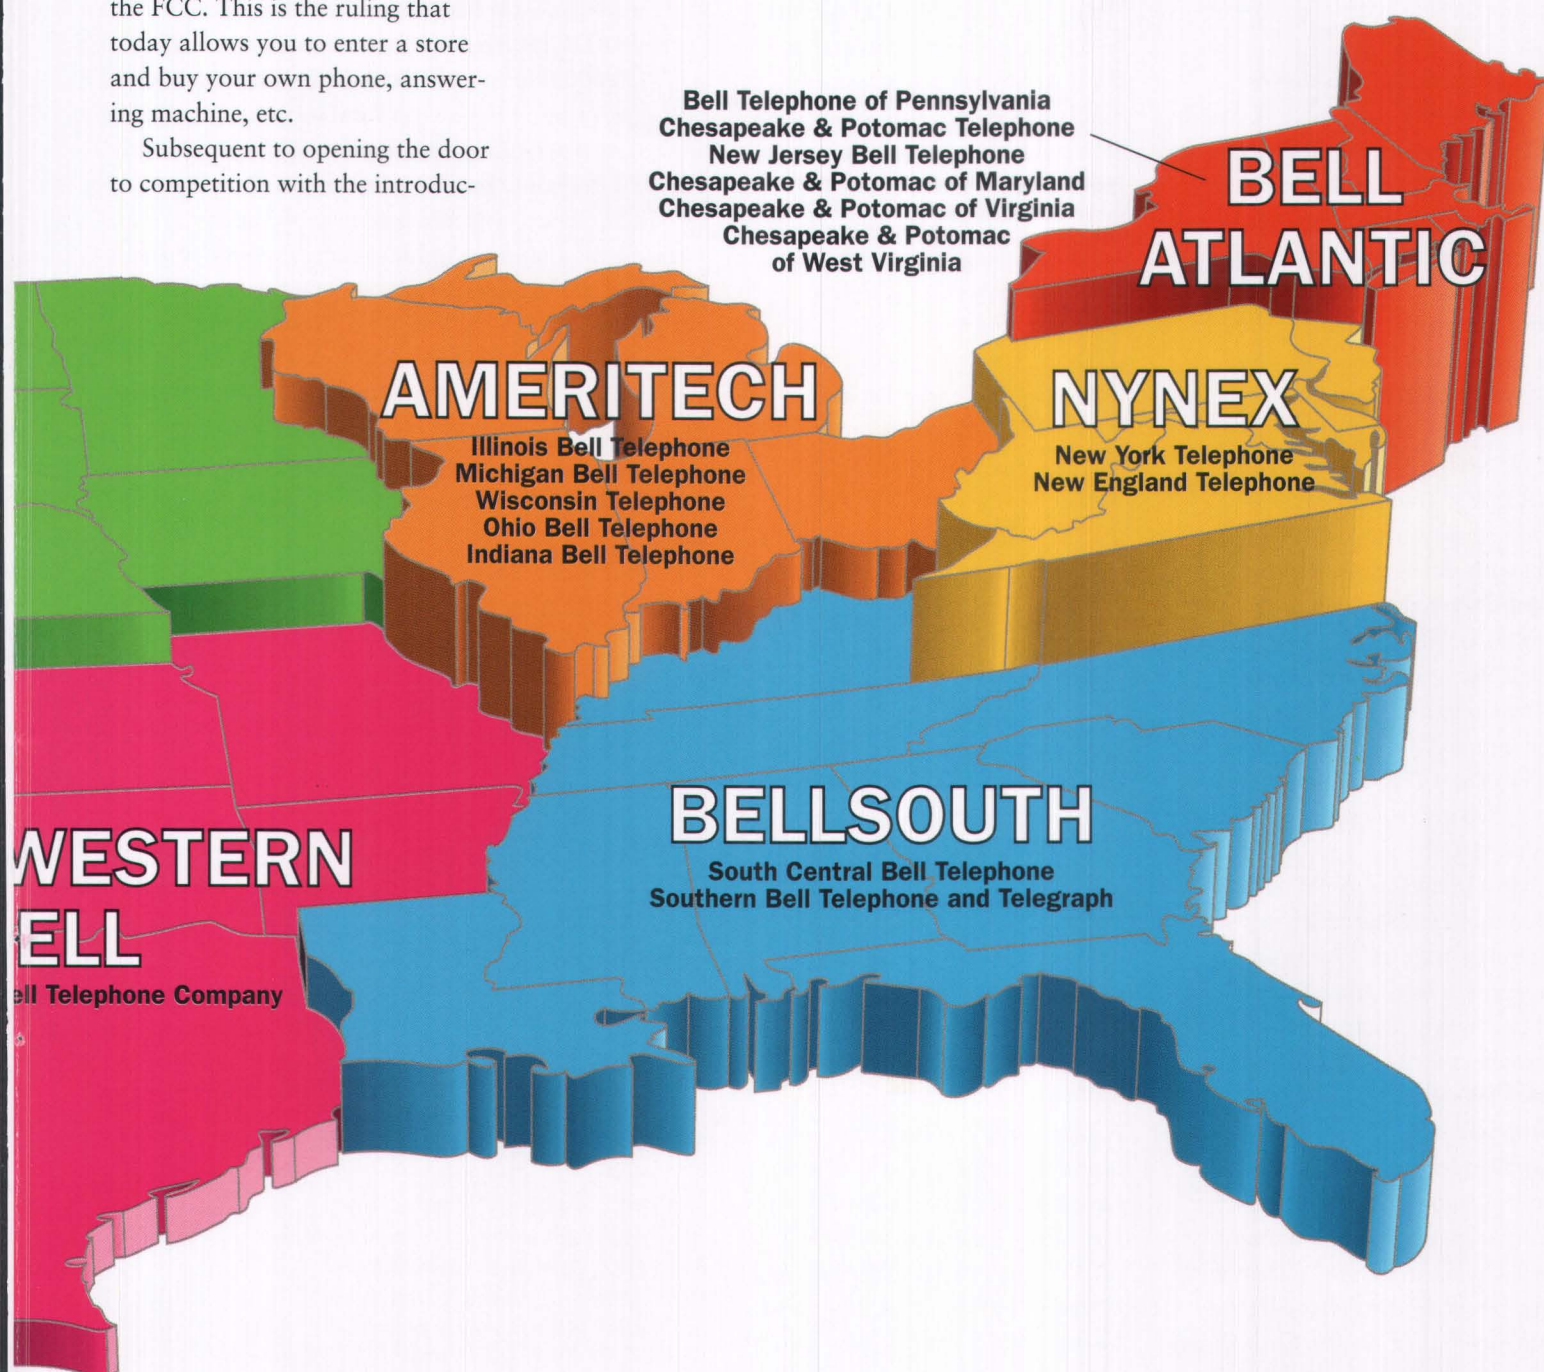 the FCC. This is the ruling that
today allows you to enter a store
and buy your own phone, answer-
ing machine, etc.
Subsequent to opening the door
to competition with the introduc-
Bell Telephone of Pennsylvania
Chesapeake & Potomac Telephone
New Jersey Bell Telephone
Chesapeake & Potomac of Maryland
Chesapeake & Potomac of Virginia
Chesapeake & Potomac
of West Virginia
BELL
ATLANTIC
AMERITECH
Illinois Bell Telephone
Michigan Bell Telephone
Wisconsin Telephone
Ohio Bell Telephone
Indiana Bell Telephone
NYNEX
New York Telephone
New England Telephone
BELLSOUTH
South Central Bell Telephone
Southern Bell Telephone and Telegraph
WESTERN
ELL
ell Telephone Company